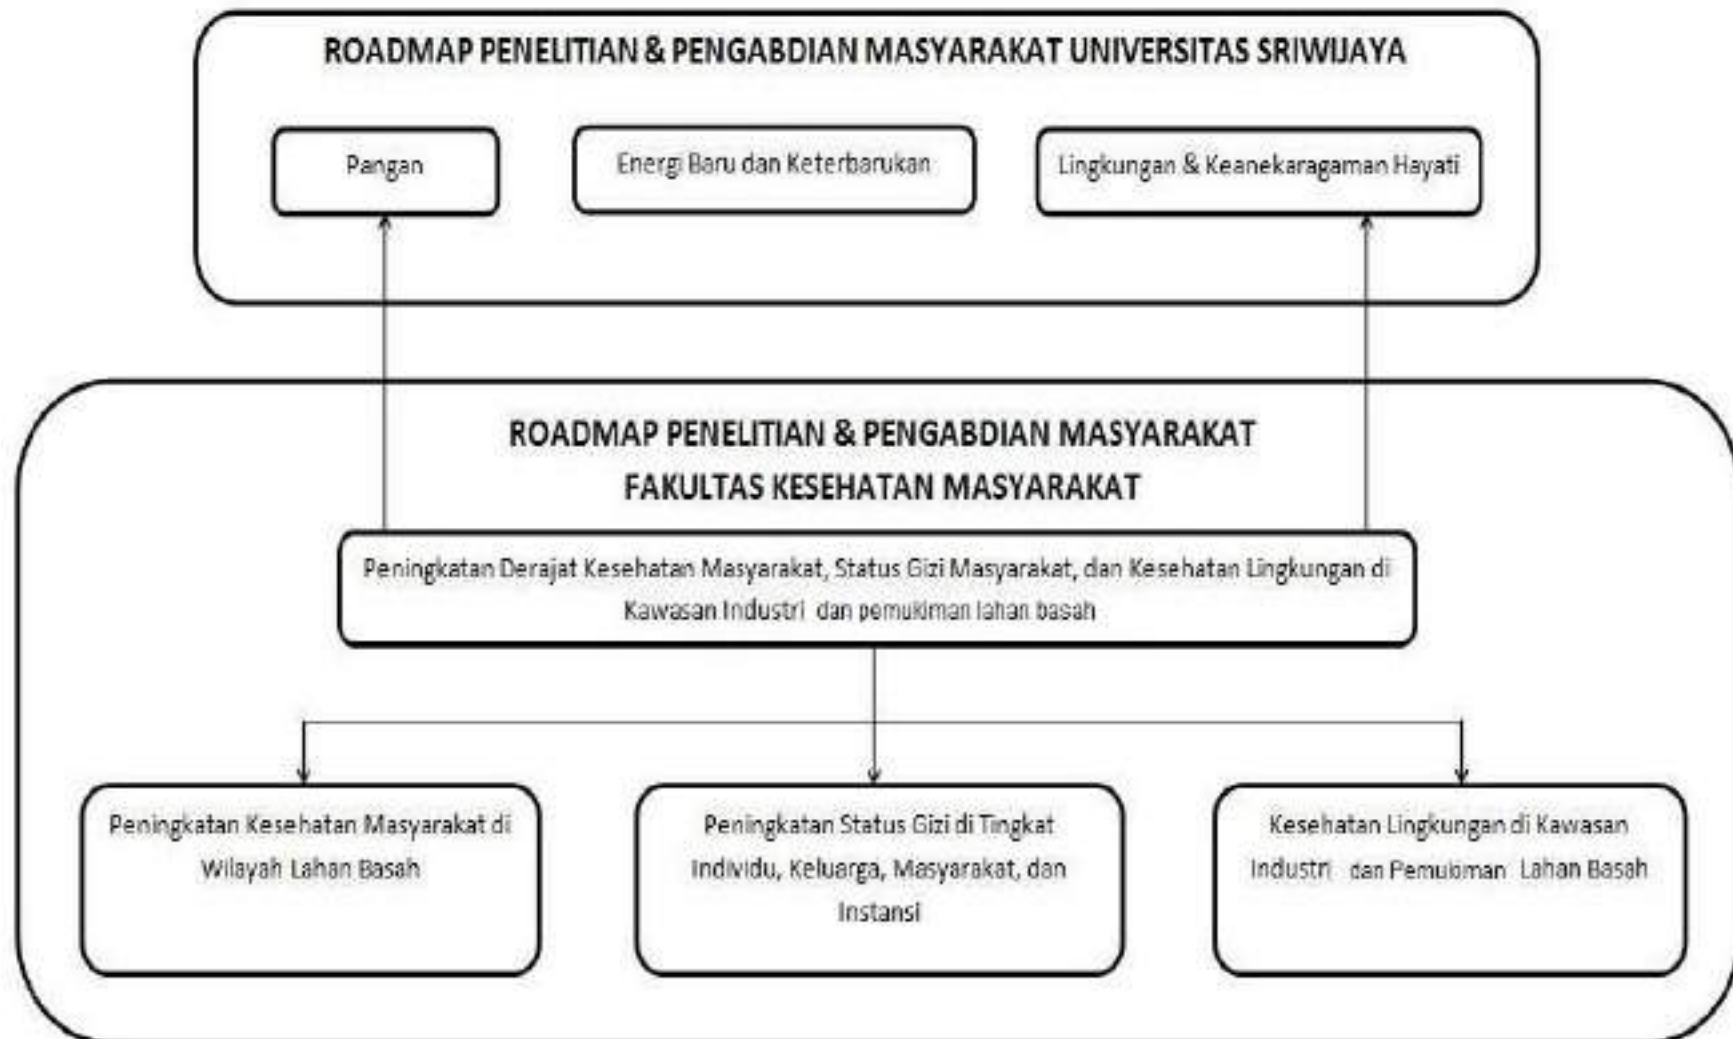 ROADMAP PENELITIAN & PENGABDIAN MASYARAKAT UNIVERSITAS SRIWIJAYA
Pangan
Energi Baru dan Keterbarukan
Lingkungan & Keanekaragaman Hayati
ROADMAP PENELITIAN & PENGABDIAN MASYARAKAT
FAKULTAS KESEHATAN MASYARAKAT
Peningkatan Derajat Kesehatan Masyarakat, Status Gizi Masyarakat, dan Kesehatan Lingkungan di
Kawasan Industri dan pemukiman lahan basah
Peningkatan Kesehatan Masyarakat di
Wilayah Lahan Basah
Peningkatan Status Gizi di Tingkat
Individu, Keluarga, Masyarakat, dan
Instansi
Kesehatan Lingkungan di Kawasan
Industri dan Pemukiman Lahan Basah